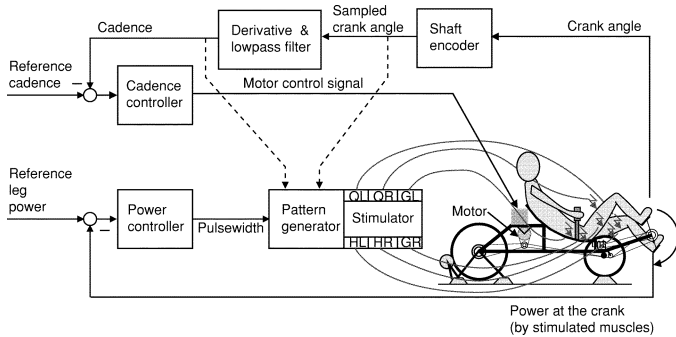 Cadence
Derivative &
lowpass filter
Sampled
crank angle
Shaft
encoder
Crank angle
Reference
cadence
Cadence
controller
Motor control signal
Reference
leg
power
Power
controller
Pulsewidth
Pattern
generator
QL QR GL
Stimulator
HL HR GR
Motor
Power at the crank
(by stimulated muscles)